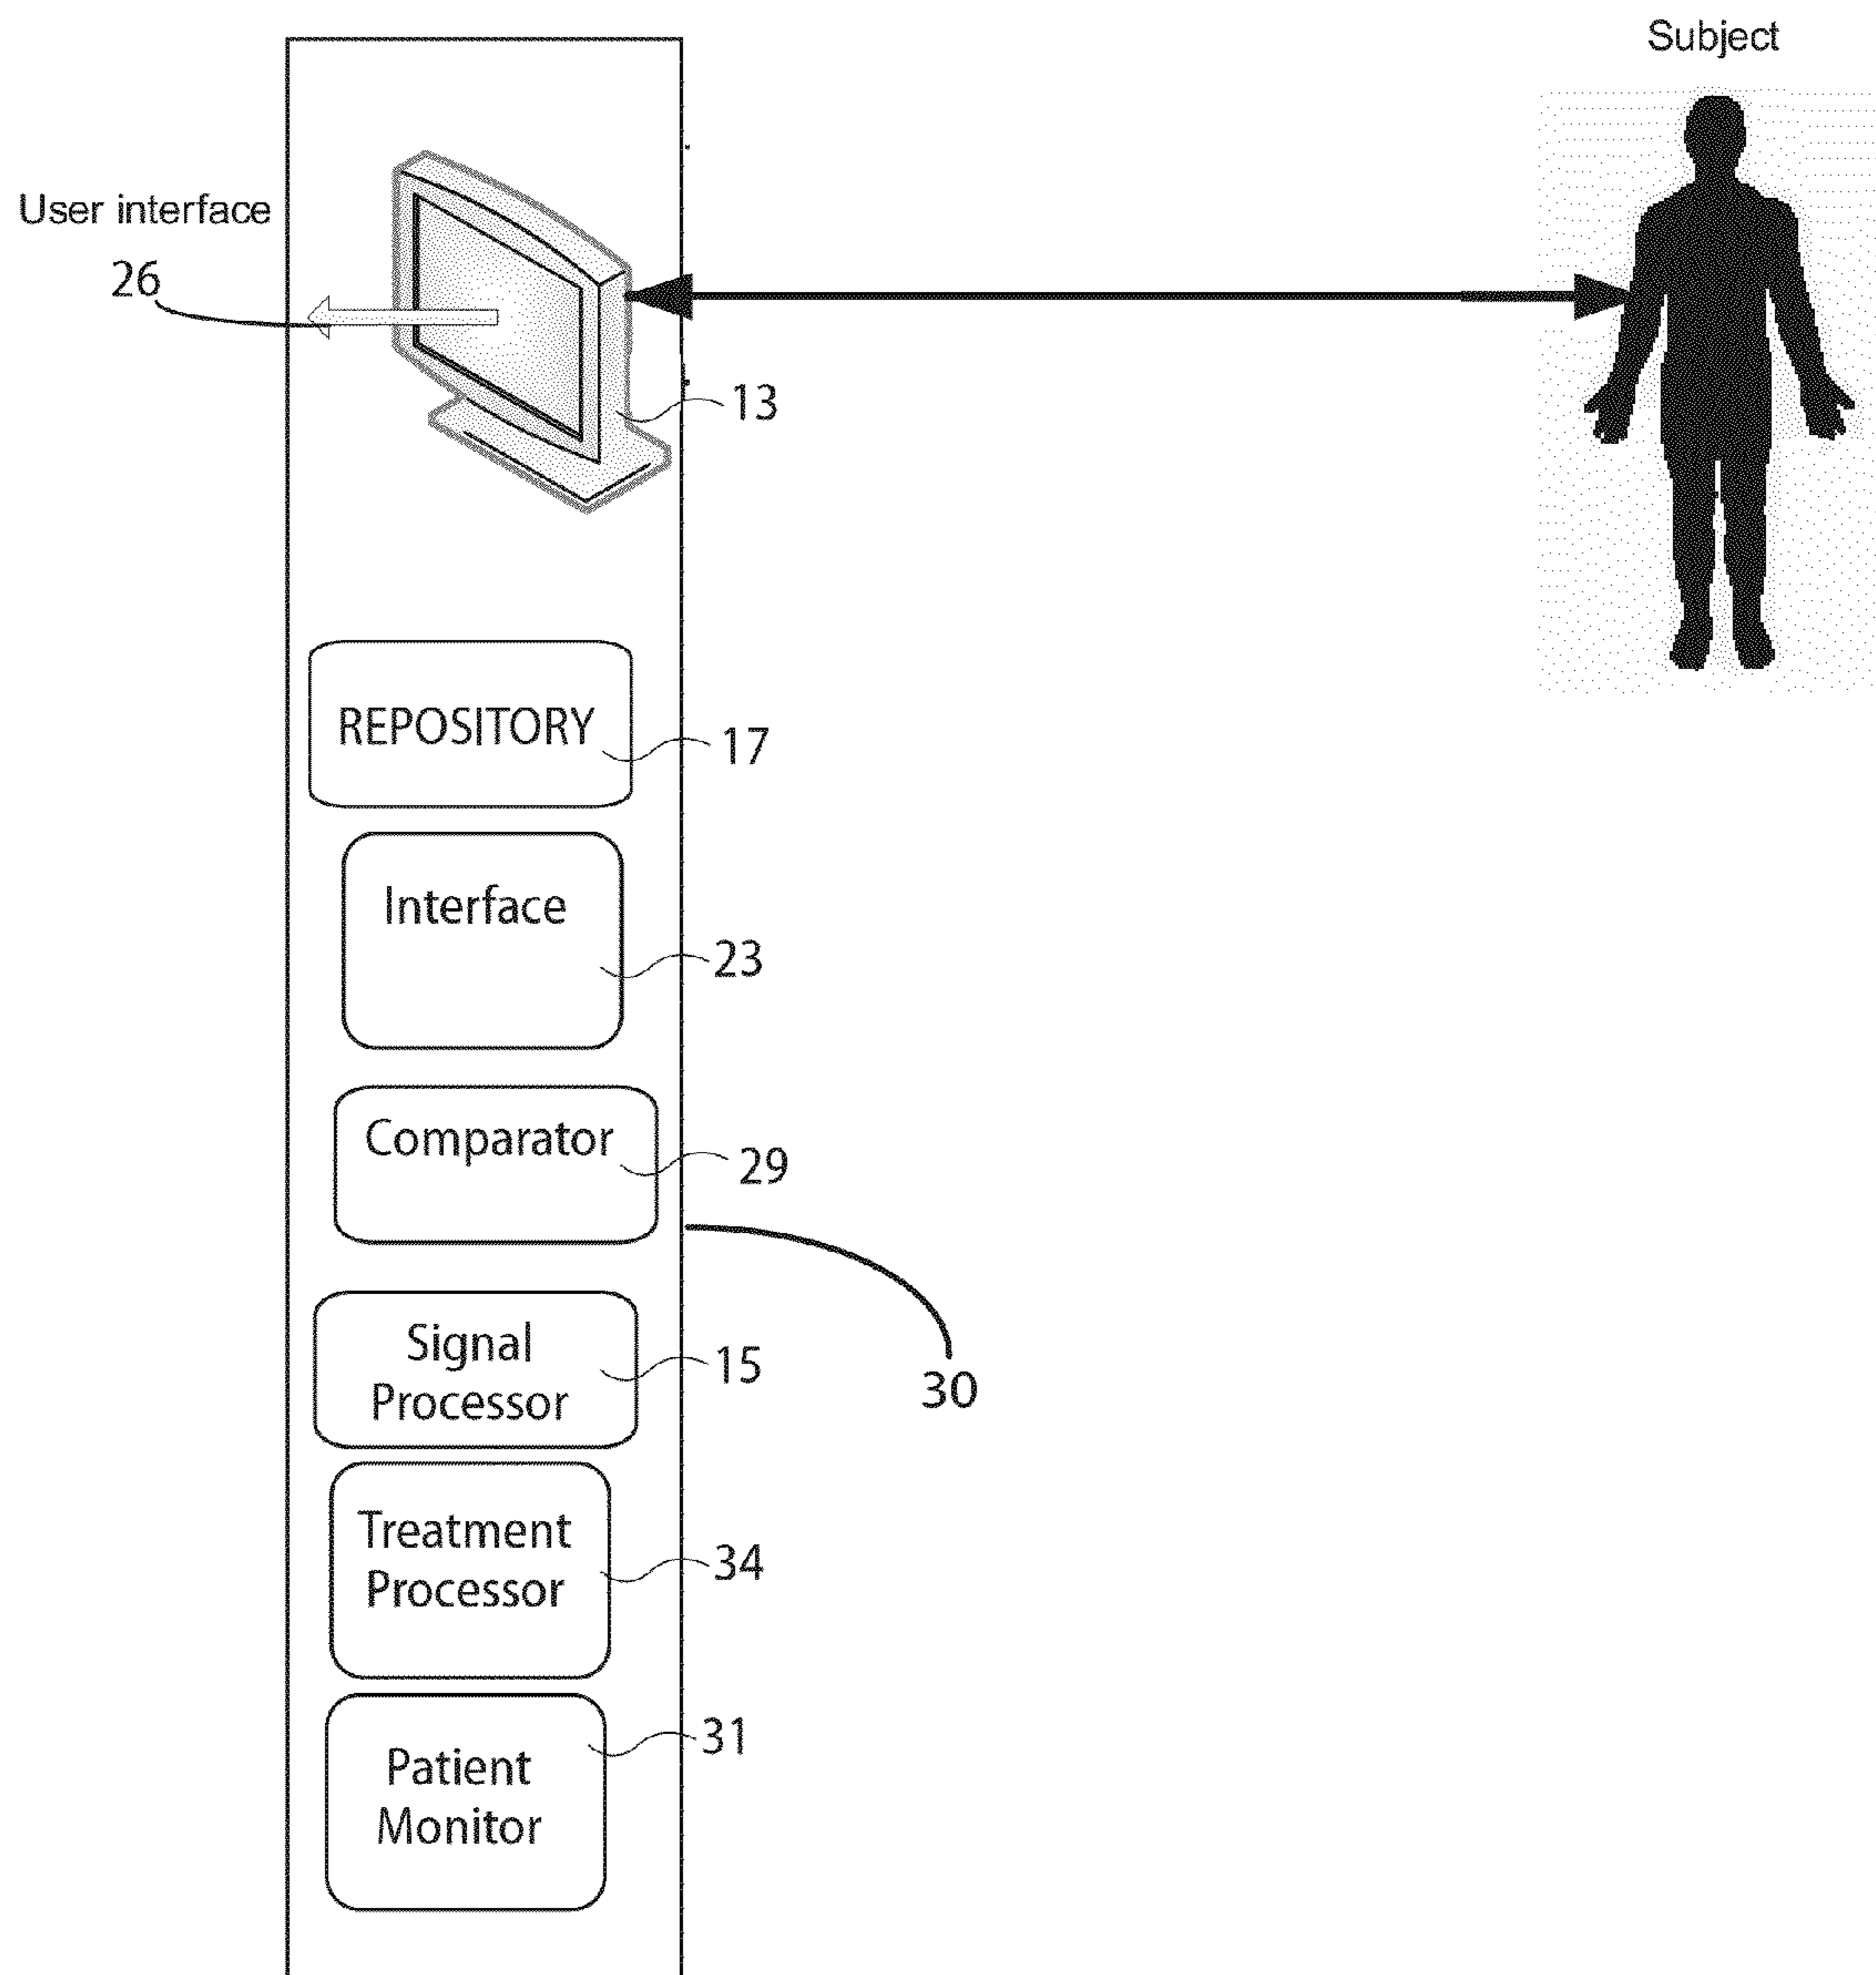 Subject
User interface
26
13
REPOSITORY
17
Interface
23
Comparator
29
30
Signal
Processor
15
Treatment
Processor
34
31
Patient
Monitor